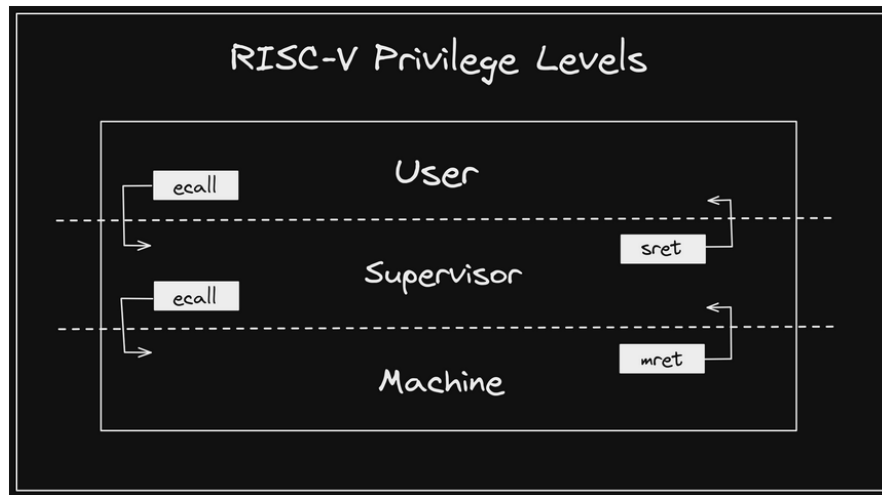 RISC-V Privilege Levels
User
ecall
sret
Supervisor
ecall
mret
Machine